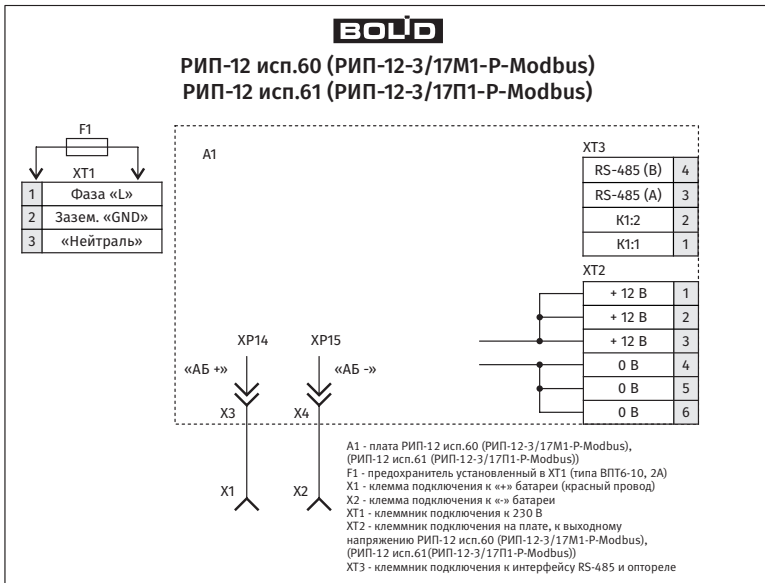 BOLID
РИП-12 исп.60 (РИП-12-3/17М1-Р-Modbus)
РИП-12 исп.61 (РИП-12-3/17П1-Р-Modbus)
F1
XT1
1 Фаза «L»
2 Зазем. «GND»
3 «Нейтраль»
A1
XT3
RS-485 (B) 4
RS-485 (A) 3
K1:2 2
K1:1 1
XT2
+ 12 В 1
+ 12 В 2
+ 12 В 3
0 В 4
0 В 5
0 В 6
XP14 XP15
«АБ +» «АБ -»
X3 X4
X1 X2
A1 - плата РИП-12 исп.60 (РИП-12-3/17М1-Р-Modbus),
(РИП-12 исп.61 (РИП-12-3/17П1-Р-Modbus))
F1 - предохранитель установленный в XT1 (типа ВПТ6-10, 2А)
X1 - клемма подключения к «+» батареи (красный провод)
X2 - клемма подключения к «-» батареи
XT1 - клеммник подключения к 230 В
XT2 - клеммник подключения на плате, к выходному
напряжению РИП-12 исп.60 (РИП-12-3/17М1-Р-Modbus),
(РИП-12 исп.61(РИП-12-3/17П1-Р-Modbus))
XT3 - клеммник подключения к интерфейсу RS-485 и оптореле